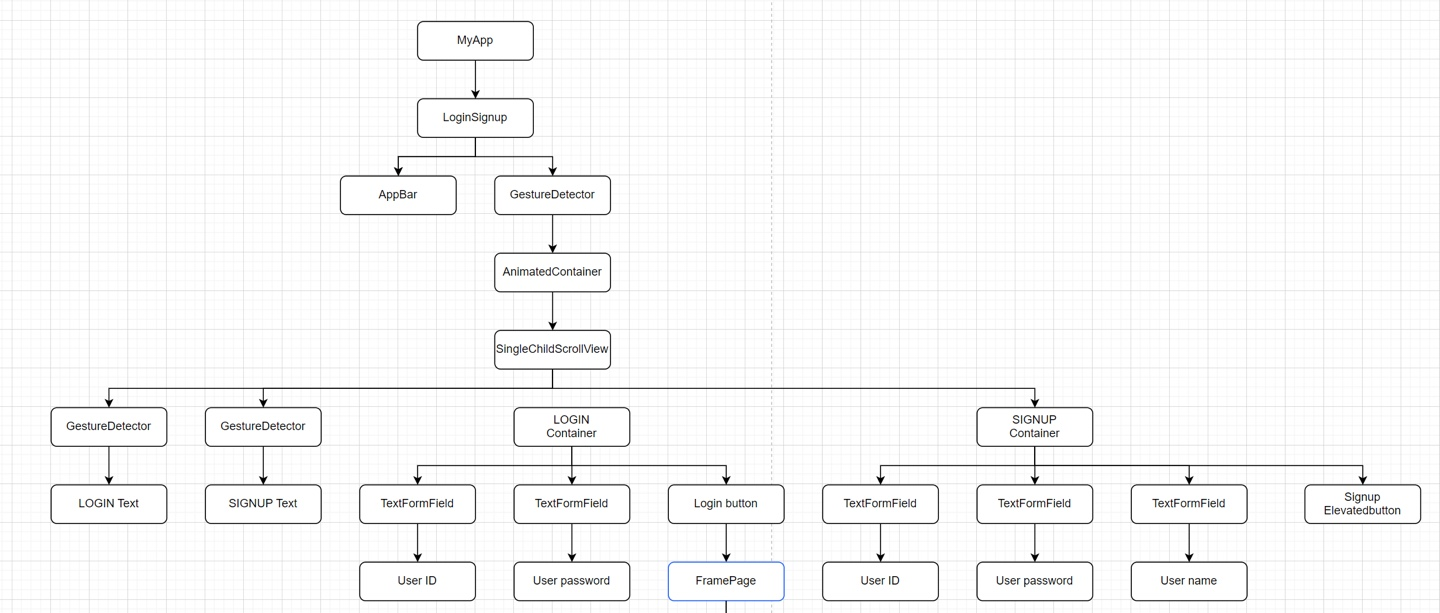 MyApp
LoginSignup
AppBar
GestureDetector
AnimatedContainer
SingleChildScrollView
GestureDetector
GestureDetector
LOGIN
Container
SIGNUP
Container
LOGIN Text
SIGNUP Text
TextFormField
TextFormField
Login button
TextFormField
TextFormField
TextFormField
Signup
Elevatedbutton
User ID
User password
FramePage
User ID
User password
User name